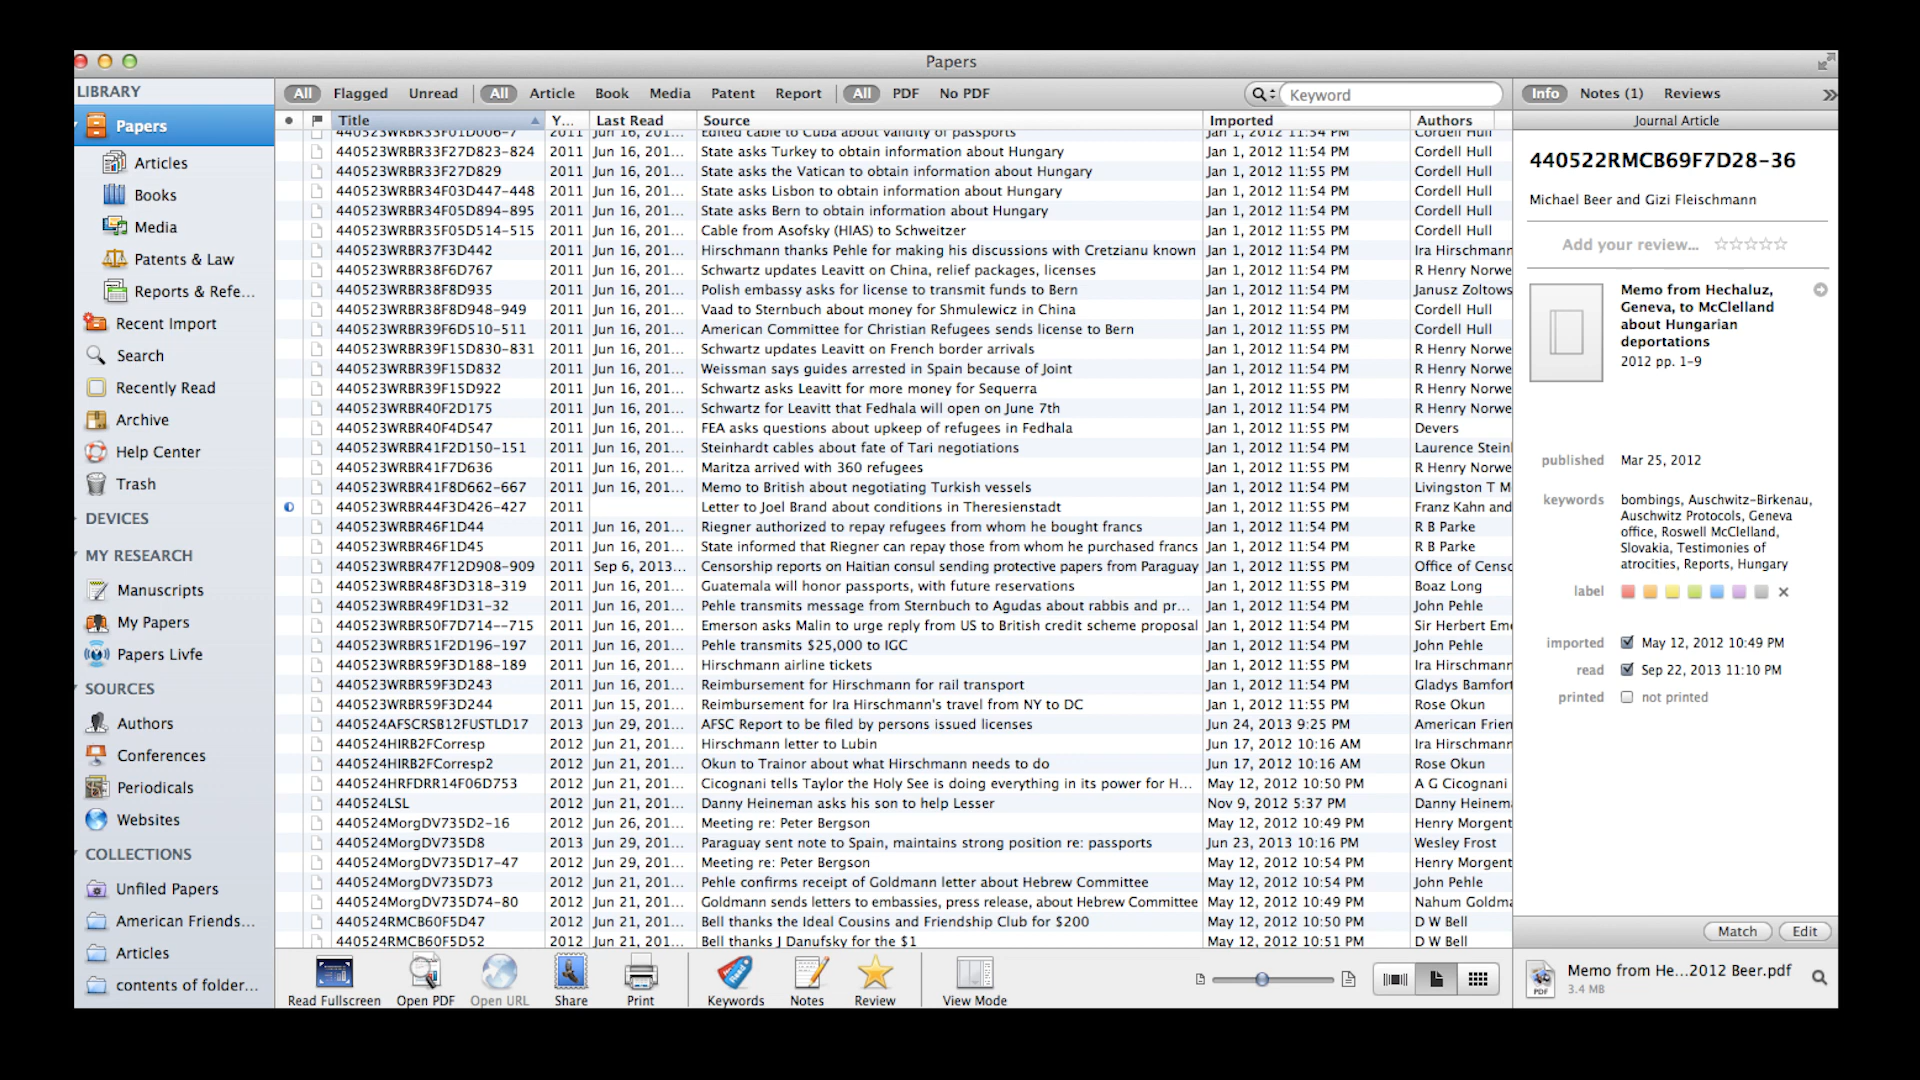 Papers
LIBRARY
Papers
Articles
Books
Media
Patents & Law
Reports & Refe...
Recent Import
Search
Recently Read
Archive
Help Center
Trash
DEVICES
MY RESEARCH
Manuscripts
My Papers
Papers Livfe
SOURCES
Authors
Conferences
Periodicals
Websites
COLLECTIONS
Unfiled Papers
American Friends...
Articles
contents of folder...
All Flagged Unread All Article Book Media Patent Report All PDF No PDF Keyword
Title Y... Last Read Source Imported Authors
440523WRBR33F01D006-7 2011 Jun 16, 201... Edited cable to Cuba about validity of passports Jan 1, 2012 11:54 PM Cordell Hull
440523WRBR33F27D823-824 2011 Jun 16, 201... State asks Turkey to obtain information about Hungary Jan 1, 2012 11:54 PM Cordell Hull
440523WRBR33F27D829 2011 Jun 16, 201... State asks the Vatican to obtain information about Hungary Jan 1, 2012 11:55 PM Cordell Hull
440523WRBR34F03D447-448 2011 Jun 16, 201... State asks Lisbon to obtain information about Hungary Jan 1, 2012 11:54 PM Cordell Hull
440523WRBR34F05D894-895 2011 Jun 16, 201... State asks Bern to obtain information about Hungary Jan 1, 2012 11:54 PM Cordell Hull
440523WRBR35F05D514-515 2011 Jun 16, 201... Cable from Asofsky (HIAS) to Schweitzer Jan 1, 2012 11:55 PM Cordell Hull
440523WRBR37F3D442 2011 Jun 16, 201... Hirschmann thanks Pehle for making his discussions with Cretzianu known Jan 1, 2012 11:54 PM Ira Hirschmann
440523WRBR38F6D767 2011 Jun 16, 201... Schwartz updates Leavitt on China, relief packages, licenses Jan 1, 2012 11:54 PM R Henry Norwe
440523WRBR38F8D935 2011 Jun 16, 201... Polish embassy asks for license to transmit funds to Bern Jan 1, 2012 11:54 PM Janusz Zoltows
440523WRBR38F8D948-949 2011 Jun 16, 201... Vaad to Sternbuch about money for Shmulewicz in China Jan 1, 2012 11:54 PM Cordell Hull
440523WRBR39F6D510-511 2011 Jun 16, 201... American Committee for Christian Refugees sends license to Bern Jan 1, 2012 11:54 PM Cordell Hull
440523WRBR39F15D830-831 2011 Jun 16, 201... Schwartz updates Leavitt on French border arrivals Jan 1, 2012 11:54 PM R Henry Norwe
440523WRBR39F15D832 2011 Jun 16, 201... Weissman says guides arrested in Spain because of Joint Jan 1, 2012 11:54 PM R Henry Norwe
440523WRBR39F15D922 2011 Jun 16, 201... Schwartz asks Leavitt for more money for Sequerra Jan 1, 2012 11:55 PM R Henry Norwe
440523WRBR40F2D175 2011 Jun 16, 201... Schwartz for Leavitt that Fedhala will open on June 7th Jan 1, 2012 11:54 PM R Henry Norwe
440523WRBR40F4D547 2011 Jun 16, 201... FEA asks questions about upkeep of refugees in Fedhala Jan 1, 2012 11:55 PM Devers
440523WRBR41F2D150-151 2011 Jun 16, 201... Steinhardt cables about fate of Tari negotiations Jan 1, 2012 11:54 PM Laurence Stein
440523WRBR41F7D636 2011 Jun 16, 201... Maritza arrived with 360 refugees Jan 1, 2012 11:55 PM R Henry Norwe
440523WRBR41F8D662-667 2011 Jun 16, 201... Memo to British about negotiating Turkish vessels Jan 1, 2012 11:54 PM Livingston T M
440523WRBR44F3D426-427 2011 Letter to Joel Brand about conditions in Theresienstadt Jan 1, 2012 11:54 PM Franz Kahn and
440523WRBR46F1D44 2011 Jun 16, 201... Riegner authorized to repay refugees from whom he bought francs Jan 1, 2012 11:54 PM R B Parke
440523WRBR46F1D45 2011 Jun 16, 201... State informed that Riegner can repay those from whom he purchased francs Jan 1, 2012 11:54 PM R B Parke
440523WRBR47F12D908-909 2011 Sep 6, 2013... Censorship reports on Haitian consul sending protective papers from Paraguay Jan 1, 2012 11:55 PM Office of Censo
440523WRBR48F3D318-319 2011 Jun 16, 201... Guatemala will honor passports, with future reservations Jan 1, 2012 11:55 PM Boaz Long
440523WRBR49F1D31-32 2011 Jun 16, 201... Pehle transmits message from Sternbuch to Agudas about rabbis and pr... Jan 1, 2012 11:54 PM John Pehle
440523WRBR50F7D714--715 2011 Jun 16, 201... Emerson asks Malin to urge reply from US to British credit scheme proposal Jan 1, 2012 11:54 PM Sir Herbert Eme
440523WRBR51F2D196-197 2011 Jun 16, 201... Pehle transmits $25,000 to IGC Jan 1, 2012 11:54 PM John Pehle
440523WRBR59F3D188-189 2011 Jun 16, 201... Hirschmann airline tickets Jan 1, 2012 11:55 PM Ira Hirschmann
440523WRBR59F3D243 2011 Jun 16, 201... Reimbursement for Hirschmann for rail transport Jan 1, 2012 11:54 PM Gladys Bamfort
440523WRBR59F3D244 2011 Jun 15, 201... Reimbursement for Ira Hirschmann's travel from NY to DC Jan 1, 2012 11:55 PM Rose Okun
440524AFSCRSB12FUSTLD17 2013 Jun 29, 201... AFSC Report to be filed by persons issued licenses Jun 24, 2013 9:25 PM American Frien
440524HIRB2FCorresp 2012 Jun 21, 201... Hirschmann letter to Lubin Jun 17, 2012 10:16 AM Ira Hirschmann
440524HIRB2FCorresp2 2012 Jun 21, 201... Okun to Trainor about what Hirschmann needs to do Jun 17, 2012 10:16 AM Rose Okun
440524HRFDRR14F06D753 2012 Jun 21, 201... Cicognani tells Taylor the Holy See is doing everything in its power for H... May 12, 2012 10:50 PM A G Cicognani
440524LSL 2012 Jun 21, 201... Danny Heineman asks his son to help Lesser Nov 9, 2012 5:37 PM Danny Heinema
440524MorgDV735D2-16 2012 Jun 26, 201... Meeting re: Peter Bergson May 12, 2012 10:49 PM Henry Morgent
440524MorgDV735D8 2013 Jun 29, 201... Paraguay sent note to Spain, maintains strong position re: passports Jun 23, 2013 10:16 PM Wesley Frost
440524MorgDV735D17-47 2012 Jun 29, 201... Meeting re: Peter Bergson May 12, 2012 10:54 PM Henry Morgent
440524MorgDV735D73 2012 Jun 21, 201... Pehle confirms receipt of Goldmann letter about Hebrew Committee May 12, 2012 10:54 PM John Pehle
440524MorgDV735D74-80 2012 Jun 21, 201... Goldmann sends letters to embassies, press release, about Hebrew Committee May 12, 2012 10:49 PM Nahum Goldma
440524RMCB60F5D47 2012 Jun 21, 201... Bell thanks the Ideal Cousins and Friendship Club for $200 May 12, 2012 10:50 PM D W Bell
440524RMCB60F5D52 2012 Jun 21, 201... Bell thanks J Danufsky for the $1 May 12, 2012 10:51 PM D W Bell
Read Fullscreen Open PDF Open URL Share Print Keywords Notes Review View Mode
Info Notes (1) Reviews
Journal Article
440522RMCB69F7D28-36
Michael Beer and Gizi Fleischmann
Add your review...
Memo from Hechaluz,
Geneva, to McClelland
about Hungarian
deportations
2012 pp. 1-9
published Mar 25, 2012
keywords bombings, Auschwitz-Birkenau,
Auschwitz Protocols, Geneva
office, Roswell McClelland,
Slovakia, Testimonies of
atrocities, Reports, Hungary
label
imported May 12, 2012 10:49 PM
read Sep 22, 2013 11:10 PM
printed not printed
Match Edit
PDF
Memo from He...2012 Beer.pdf
3.4 MB